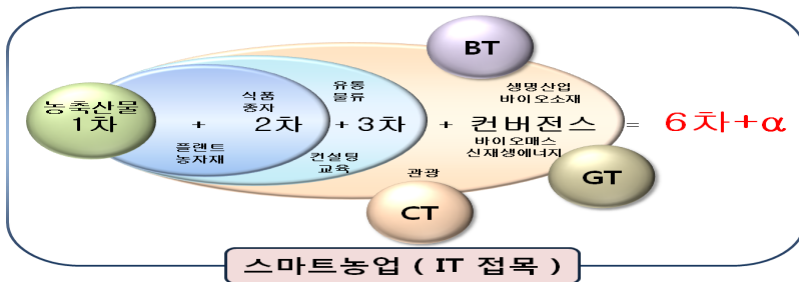 BT
농축산물
1차
+
식품
종자
2차
플랜트
농자재
유통
물류
+3차
컨설팅
교육
생명산업
바이오소재
+ 컨버전스
바이오매스
신재생에너지
관광
CT
GT
= 6차+α
스마트농업 ( IT 접목 )